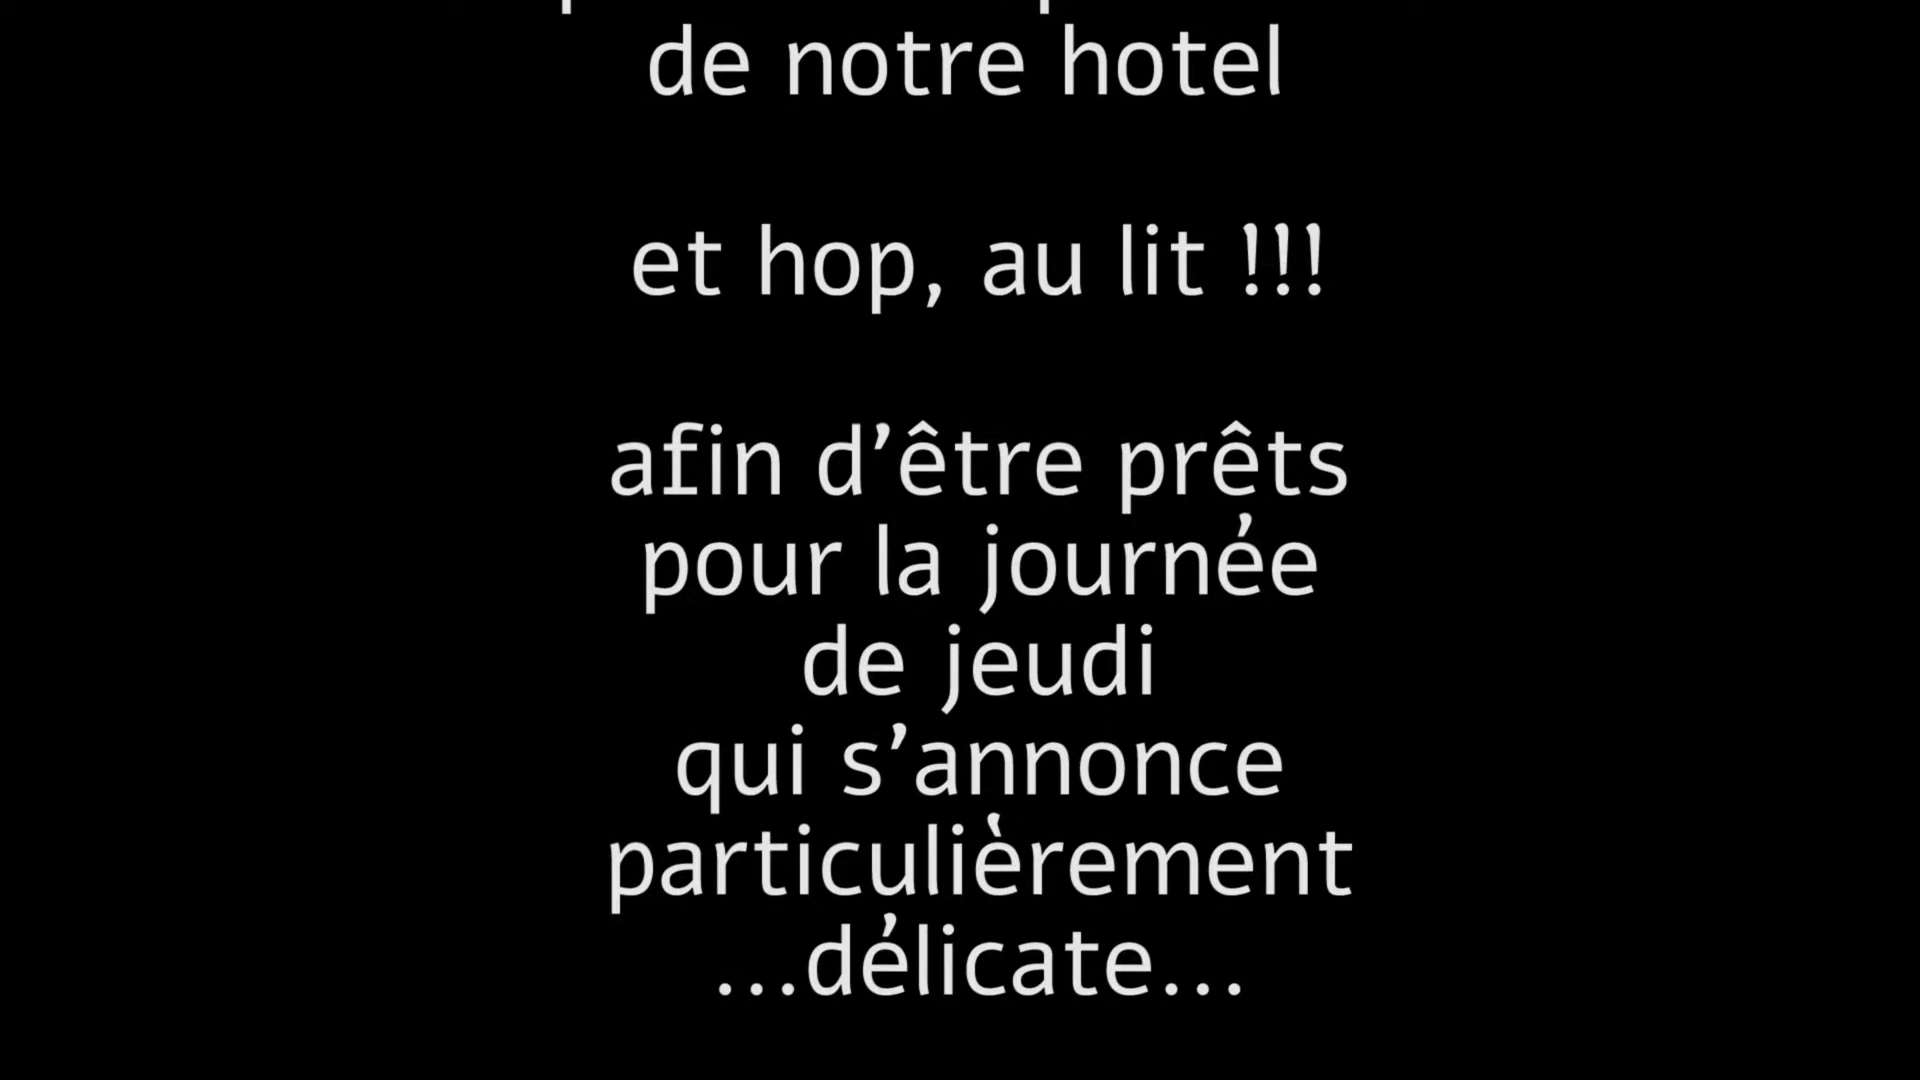 de notre hotel
et hop, au lit !!!
afin d’être prêts
pour la journée
de jeudi
qui s’annonce
particulièrement
...délicate...